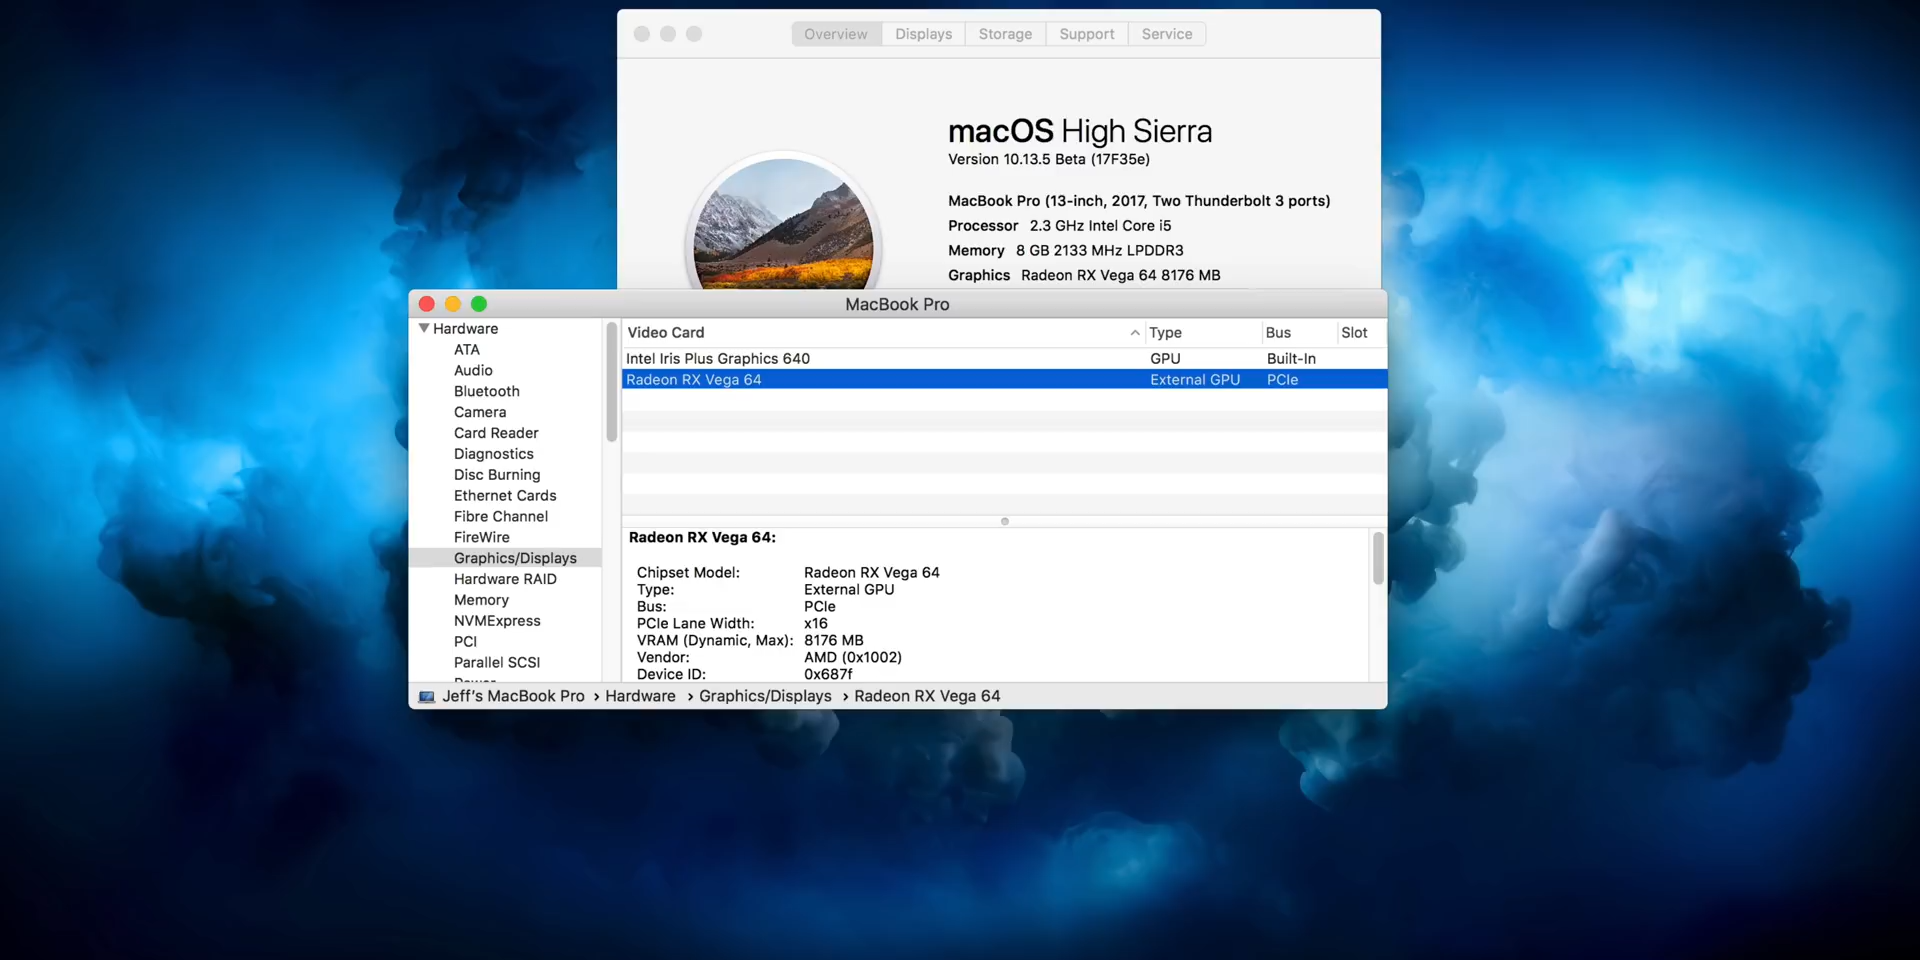 Overview Displays Storage Support Service
macOS High Sierra
Version 10.13.5 Beta (17F35e)
MacBook Pro (13-inch, 2017, Two Thunderbolt 3 ports)
Processor 2.3 GHz Intel Core i5
Memory 8 GB 2133 MHz LPDDR3
Graphics Radeon RX Vega 64 8176 MB
MacBook Pro
Hardware
ATA
Audio
Bluetooth
Camera
Card Reader
Diagnostics
Disc Burning
Ethernet Cards
Fibre Channel
FireWire
Graphics/Displays
Hardware RAID
Memory
NVMExpress
PCI
Parallel SCSI
Power
Video Card Type Bus Slot
Intel Iris Plus Graphics 640 GPU Built-In
Radeon RX Vega 64 External GPU PCIe
Radeon RX Vega 64:
Chipset Model: Radeon RX Vega 64
Type: External GPU
Bus: PCIe
PCIe Lane Width: x16
VRAM (Dynamic, Max): 8176 MB
Vendor: AMD (0x1002)
Device ID: 0x687f
Jeff's MacBook Pro › Hardware › Graphics/Displays › Radeon RX Vega 64